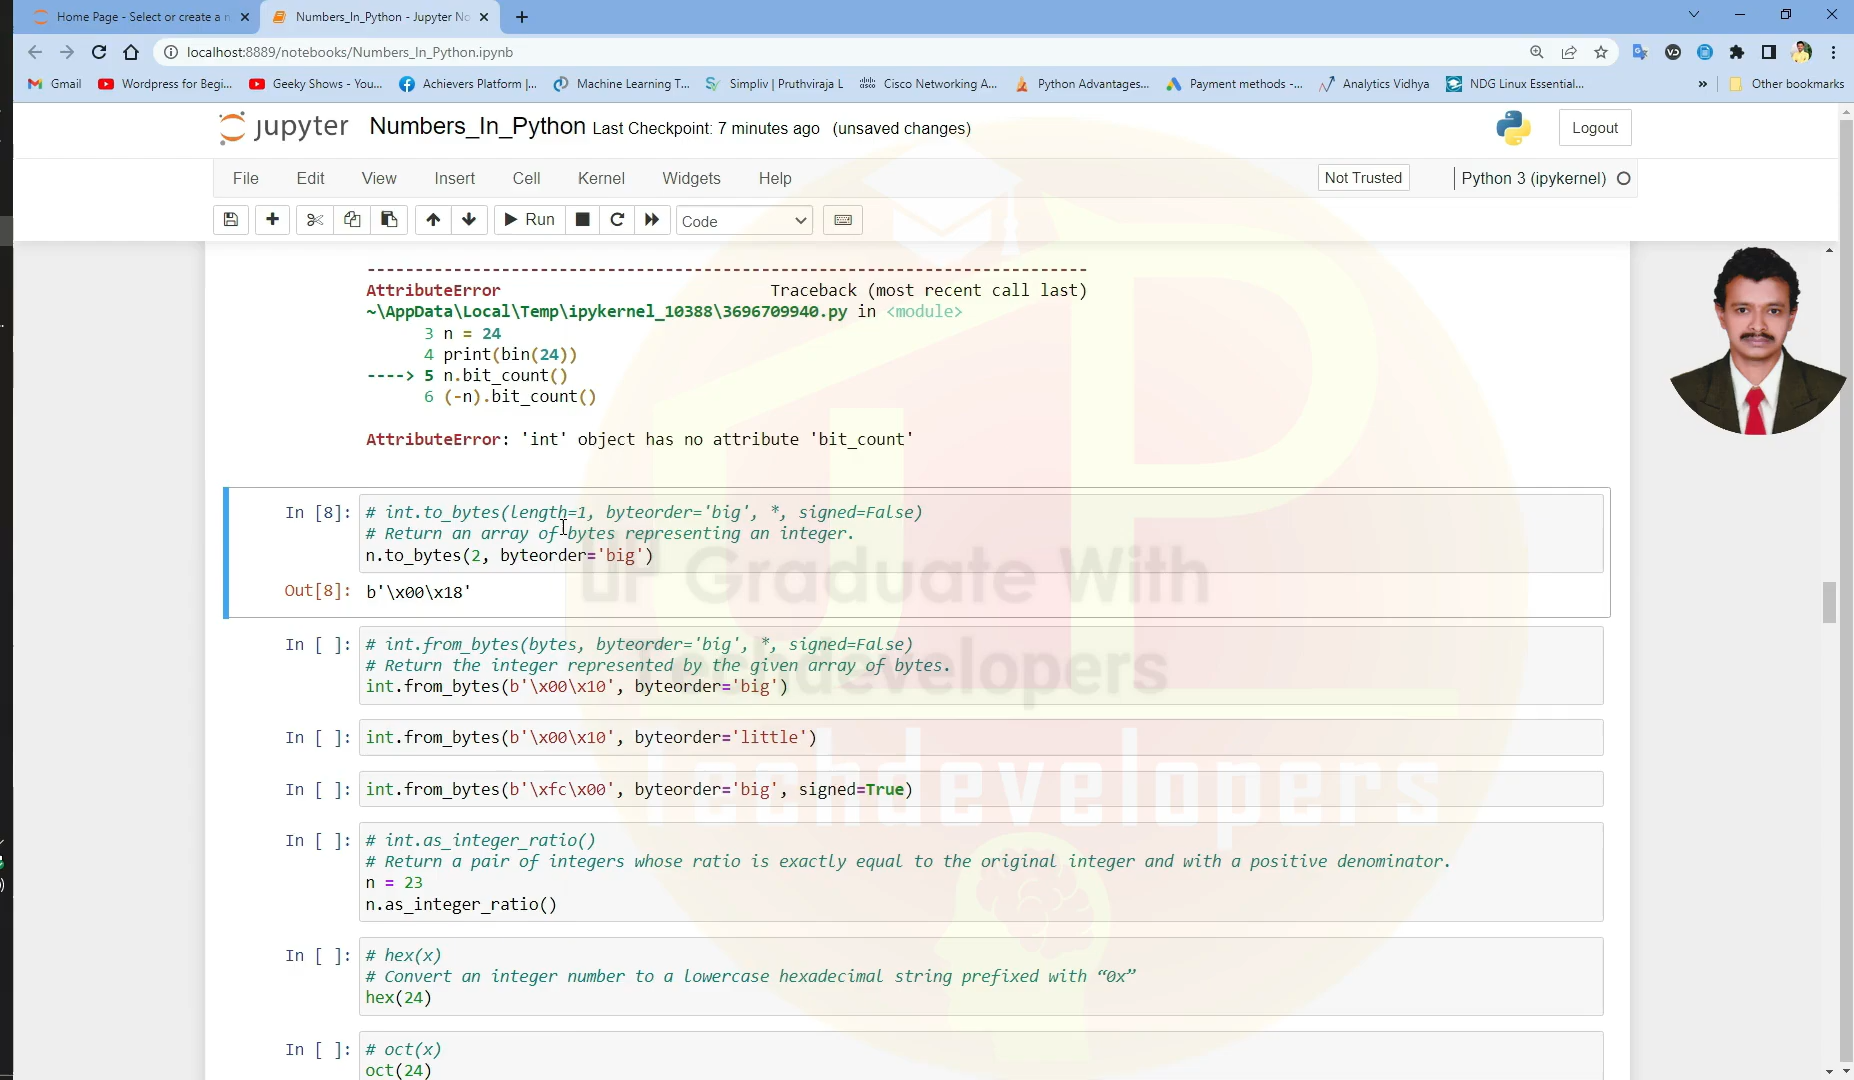 Home Page - Select or create a n
Numbers_In_Python - Jupyter No
localhost:8889/notebooks/Numbers_In_Python.ipynb
Gmail
Wordpress for Begi...
Geeky Shows - You...
Achievers Platform |...
Machine Learning T...
Simpliv | Pruthviraja L
Cisco Networking A...
Python Advantages...
Payment methods -...
Analytics Vidhya
NDG Linux Essential...
»
Other bookmarks
jupyter Numbers_In_Python Last Checkpoint: 7 minutes ago (unsaved changes)
Logout
File Edit View Insert Cell Kernel Widgets Help
Not Trusted
Python 3 (ipykernel)
Run
Code
---------------------------------------------------------------------------
AttributeError Traceback (most recent call last)
~\AppData\Local\Temp\ipykernel_10388\3696709940.py in <module>
3 n = 24
4 print(bin(24))
----> 5 n.bit_count()
6 (-n).bit_count()
AttributeError: 'int' object has no attribute 'bit_count'
In [8]: # int.to_bytes(length=1, byteorder='big', *, signed=False)
# Return an array of bytes representing an integer.
n.to_bytes(2, byteorder='big')
Out[8]: b'\x00\x18'
UP Graduate With
Techdevelopers
In [ ]: # int.from_bytes(bytes, byteorder='big', *, signed=False)
# Return the integer represented by the given array of bytes.
int.from_bytes(b'\x00\x10', byteorder='big')
In [ ]: int.from_bytes(b'\x00\x10', byteorder='little')
Techdevelopers
In [ ]: int.from_bytes(b'\xfc\x00', byteorder='big', signed=True)
In [ ]: # int.as_integer_ratio()
# Return a pair of integers whose ratio is exactly equal to the original integer and with a positive denominator.
n = 23
n.as_integer_ratio()
In [ ]: # hex(x)
# Convert an integer number to a lowercase hexadecimal string prefixed with “0x”
hex(24)
In [ ]: # oct(x)
oct(24)